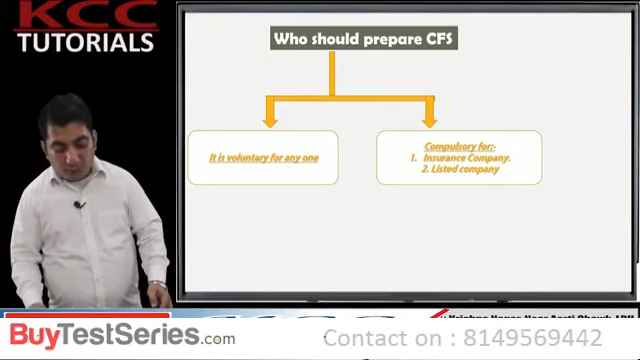 KCC
TUTORIALS
Who should prepare CFS
It is voluntary for any one
Compulsory for:-
1. Insurance Company.
2. Listed company
BuyTestSeries.com
Contact on : 8149569442